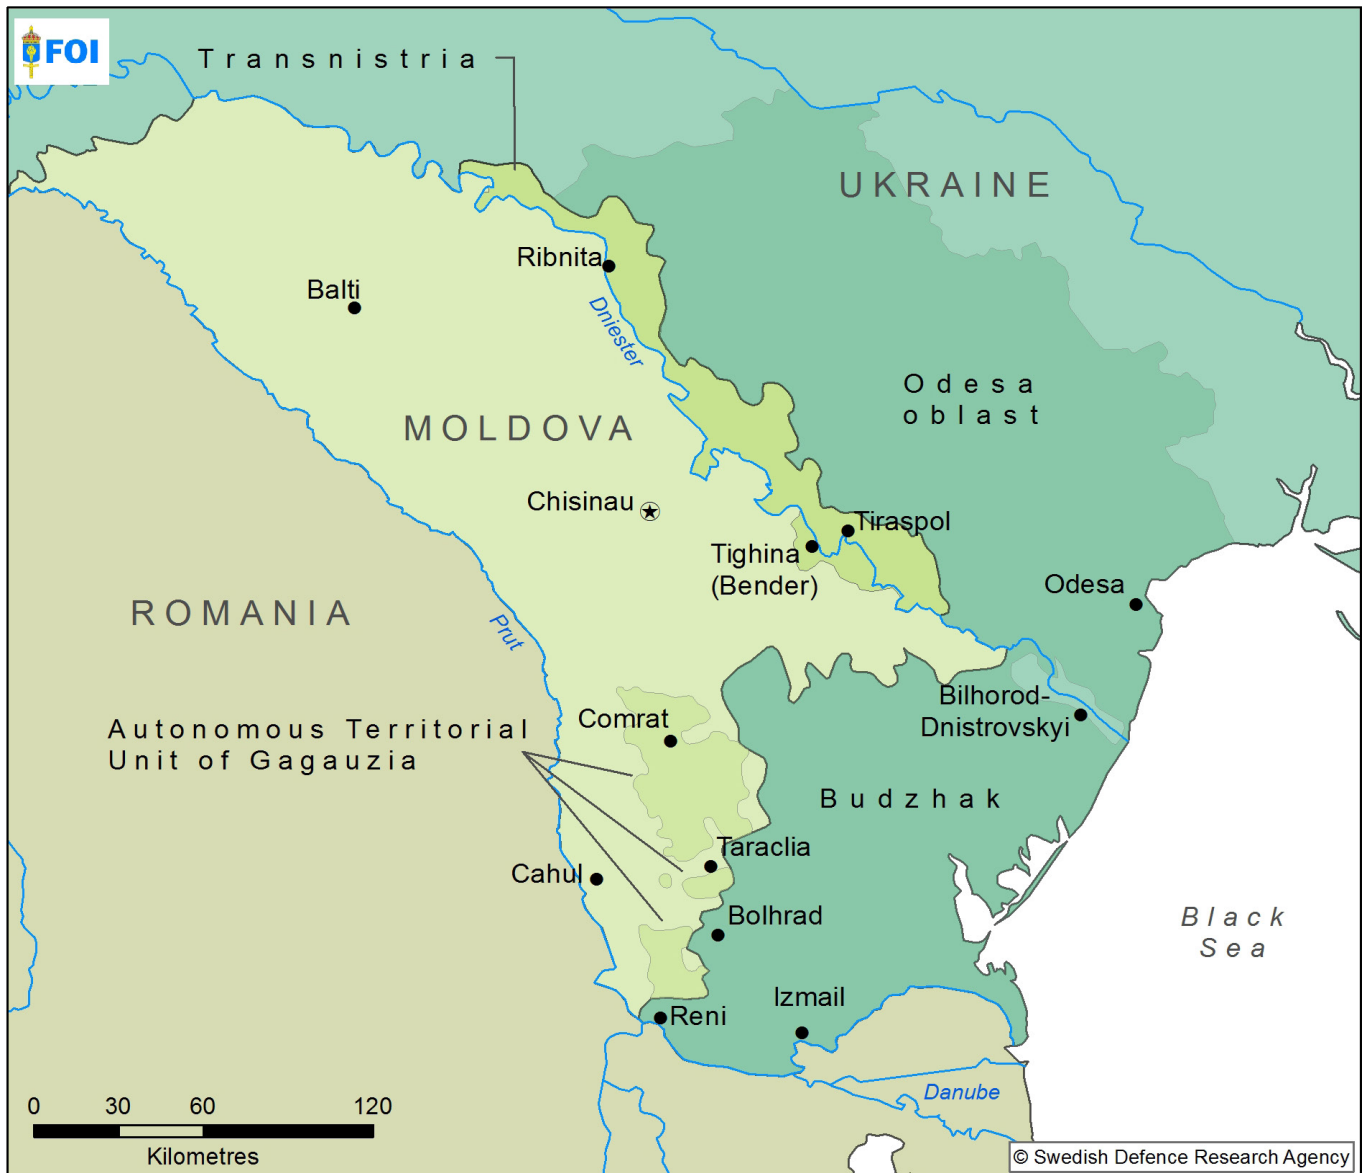 FOI
Transnistria
UKRAINE
Ribnita
Balti
Dniester
Odesa
oblast
MOLDOVA
Chisinau
Tiraspol
Tighina
(Bender)
Odesa
ROMANIA
Prut
Bilhorod-
Dnistrovskyi
Comrat
Autonomous Territorial
Unit of Gagauzia
Budzhak
Taraclia
Cahul
Bolhrad
Black
Sea
Izmail
Reni
Danube
0 30 60 120
Kilometres
© Swedish Defence Research Agency